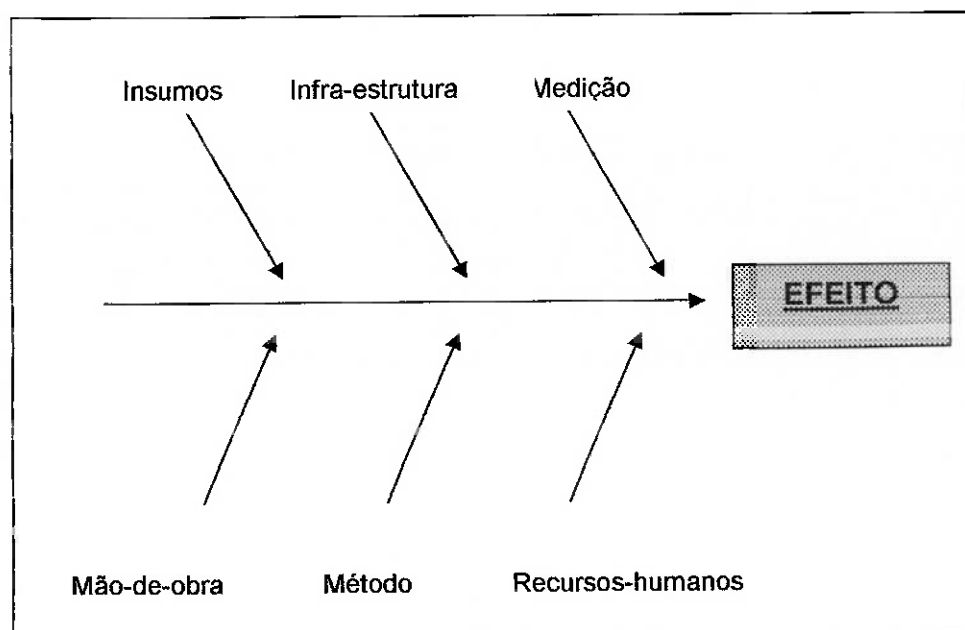 Insumos Infra-estrutura Medição
EFEITO
Mão-de-obra Método Recursos-humanos